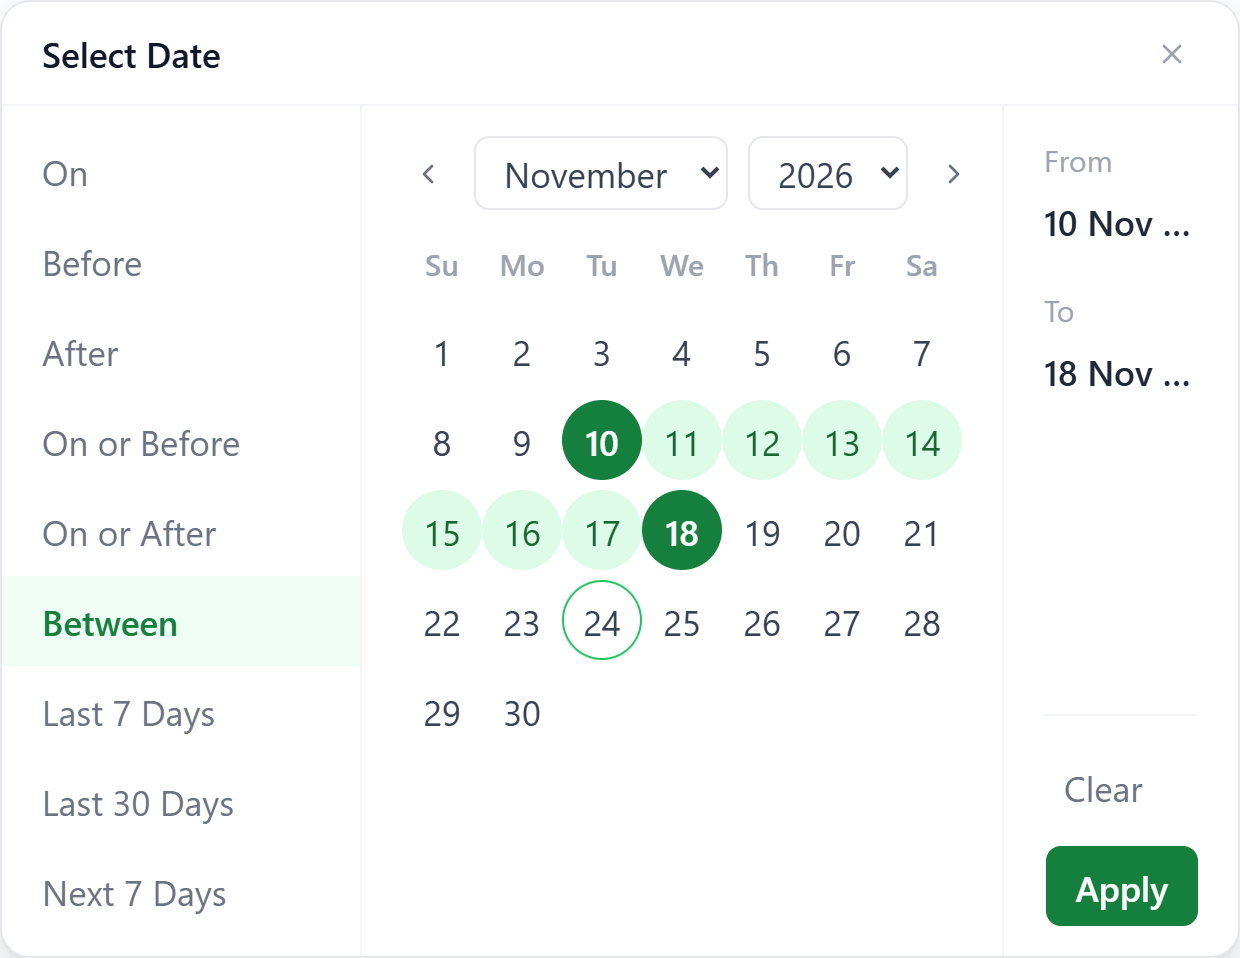 Select Date
On
Before
After
On or Before
On or After
Between
Last 7 Days
Last 30 Days
Next 7 Days
November 2026
Su Mo Tu We Th Fr Sa
1 2 3 4 5 6 7
8 9 10 11 12 13 14
15 16 17 18 19 20 21
22 23 24 25 26 27 28
29 30
From
10 Nov ...
To
18 Nov ...
Clear
Apply